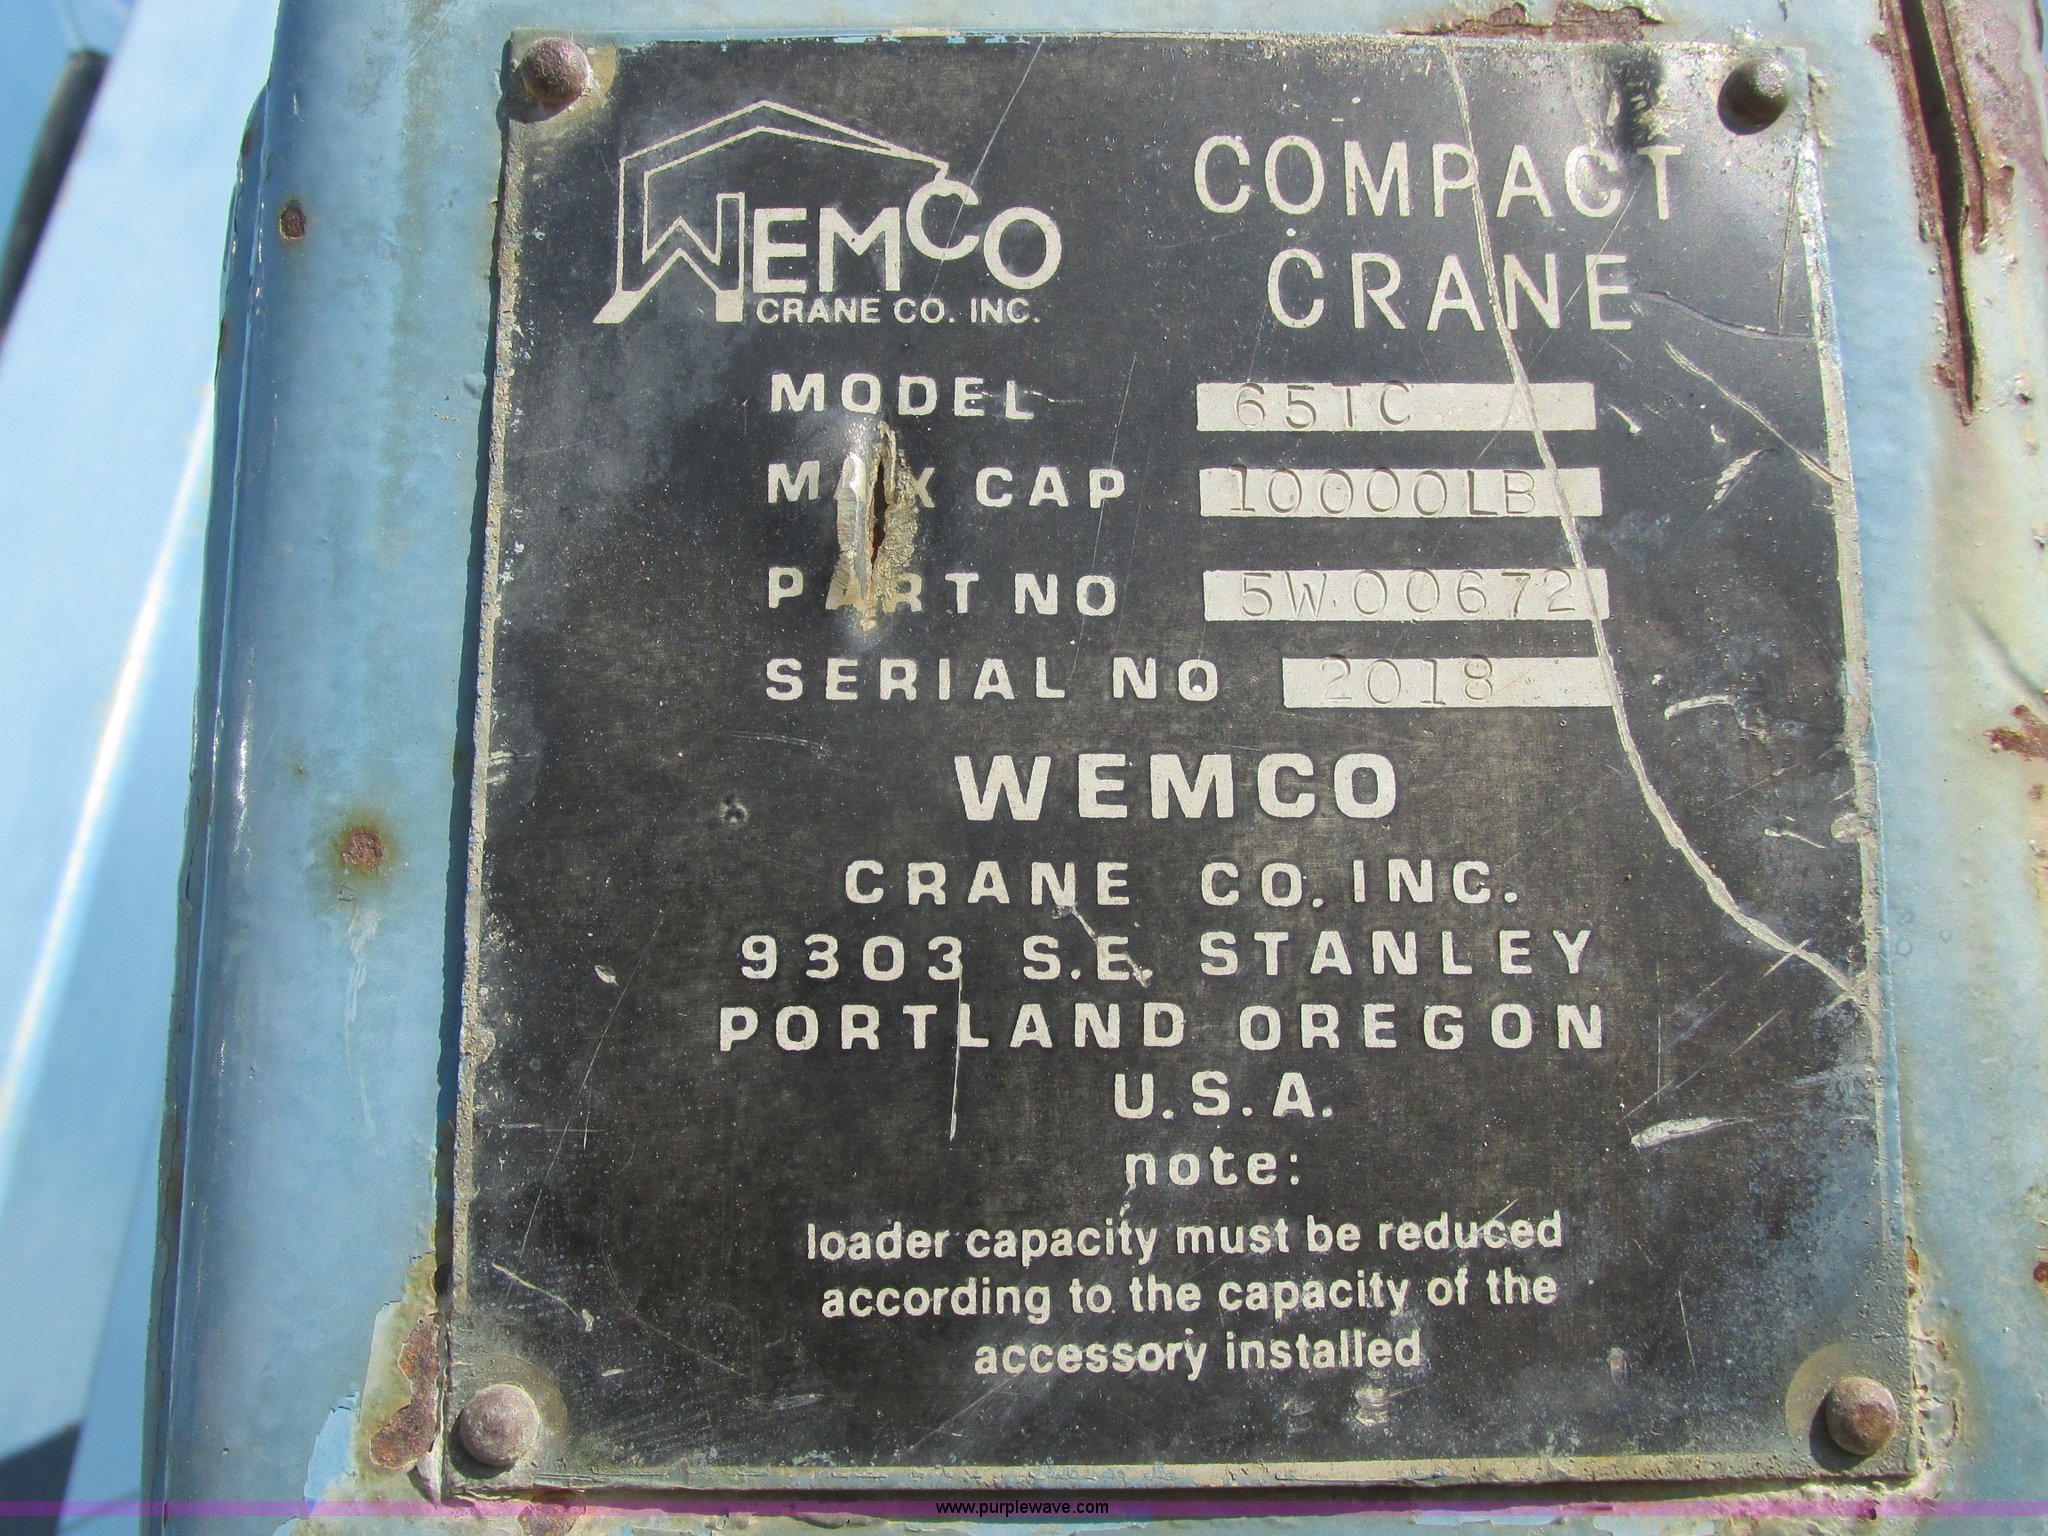 WEMCO
CRANE CO. INC.
COMPACT
CRANE
MODEL 65TC
MAX CAP 10000LB
PART NO 5W00672
SERIAL NO 2018
WEMCO
CRANE CO. INC.
9303 S.E. STANLEY
PORTLAND OREGON
U.S.A.
note:
loader capacity must be reduced
according to the capacity of the
accessory installed
www.purplewave.com